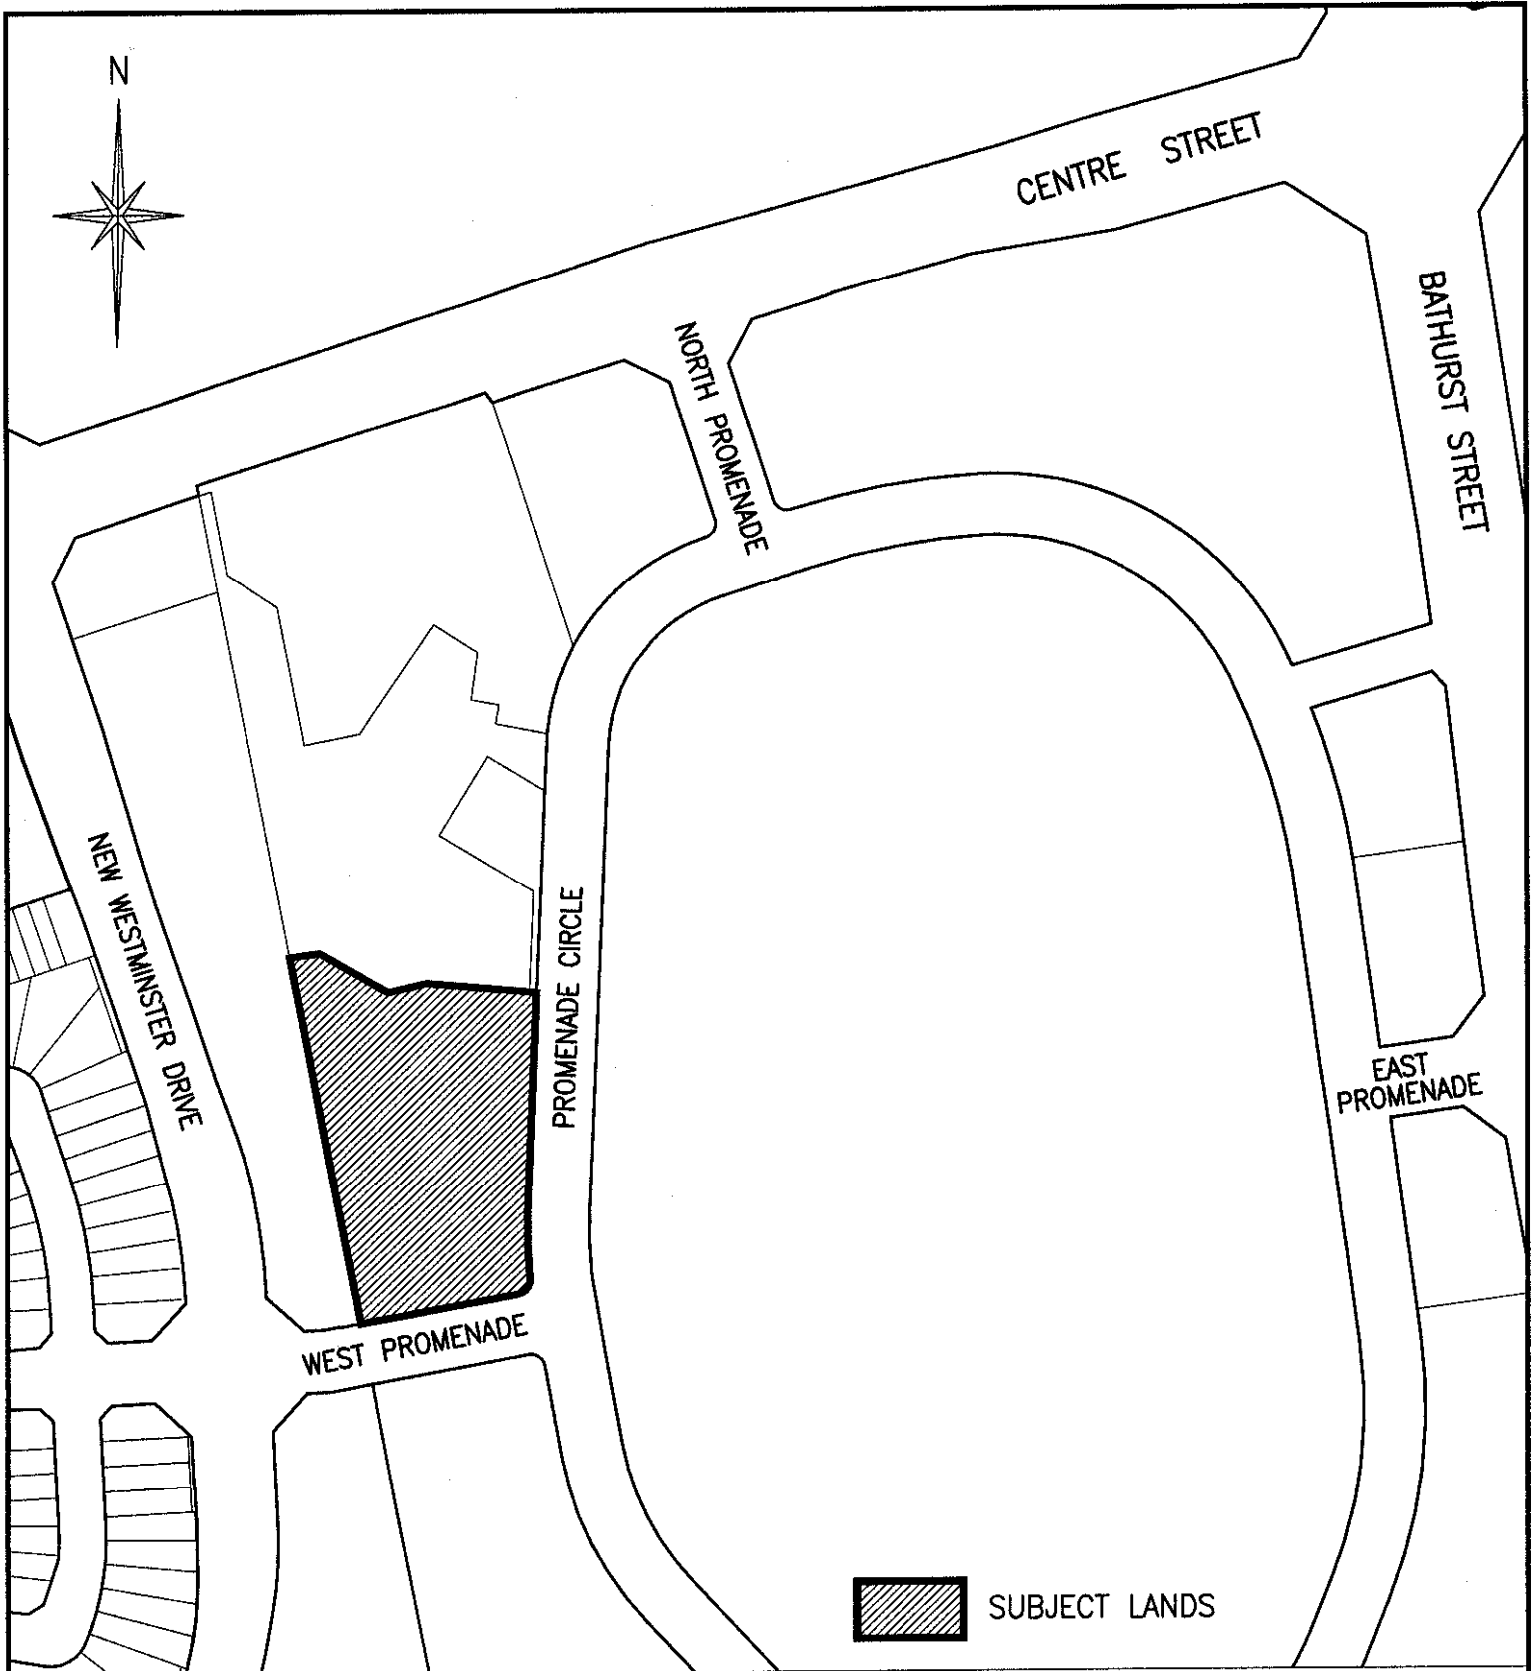 N
CENTRE STREET
BATHURST STREET
NORTH PROMENADE
NEW WESTMINSTER DRIVE
PROMENADE CIRCLE
EAST
PROMENADE
WEST PROMENADE
SUBJECT LANDS